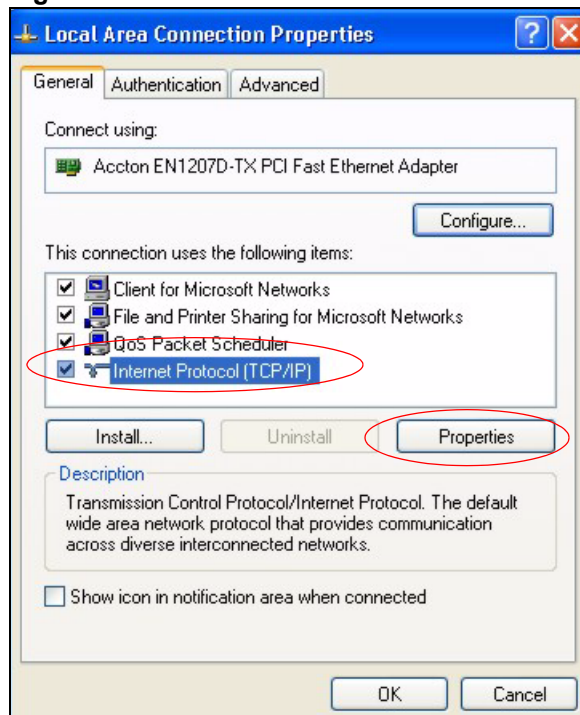 Local Area Connection Properties
General Authentication Advanced
Connect using:
Accton EN1207D-TX PCI Fast Ethernet Adapter
Configure...
This connection uses the following items:
Client for Microsoft Networks
File and Printer Sharing for Microsoft Networks
QoS Packet Scheduler
Internet Protocol (TCP/IP)
Install... Uninstall Properties
Description
Transmission Control Protocol/Internet Protocol. The default
wide area network protocol that provides communication
across diverse interconnected networks.
Show icon in notification area when connected
OK Cancel